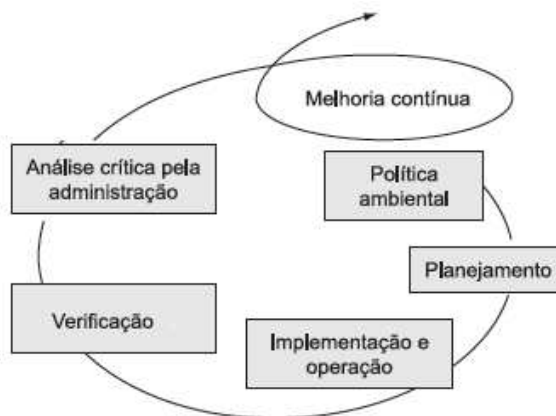 Melhoria contínua
Análise crítica pela
administração
Política
ambiental
Planejamento
Verificação
Implementação e
operação